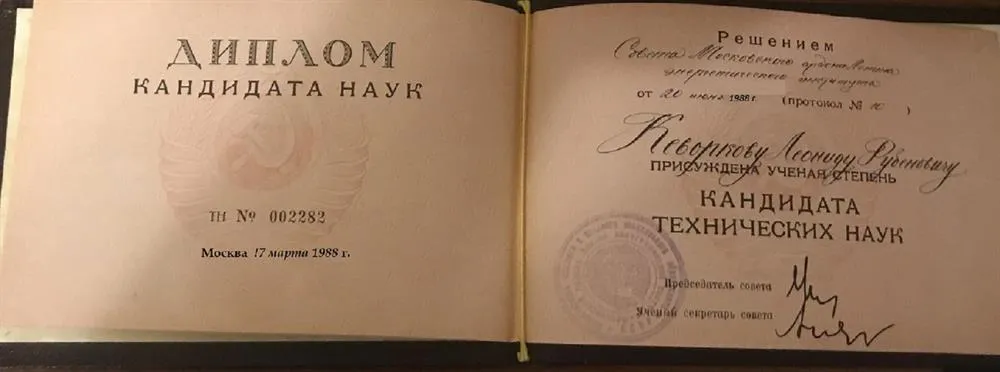 ДИПЛОМ
КАНДИДАТА НАУК
ТН № 002282
Москва 17 марта 1988 г.
Решением
Совета Московского ордена Ленина
энергетического института
от 20 июня 1988 г. (протокол № 10)
Кеворкову Леониду Рубеновичу
ПРИСУЖДЕНА УЧЕНАЯ СТЕПЕНЬ
КАНДИДАТА
ТЕХНИЧЕСКИХ НАУК
Председатель совета
Ученый секретарь совета